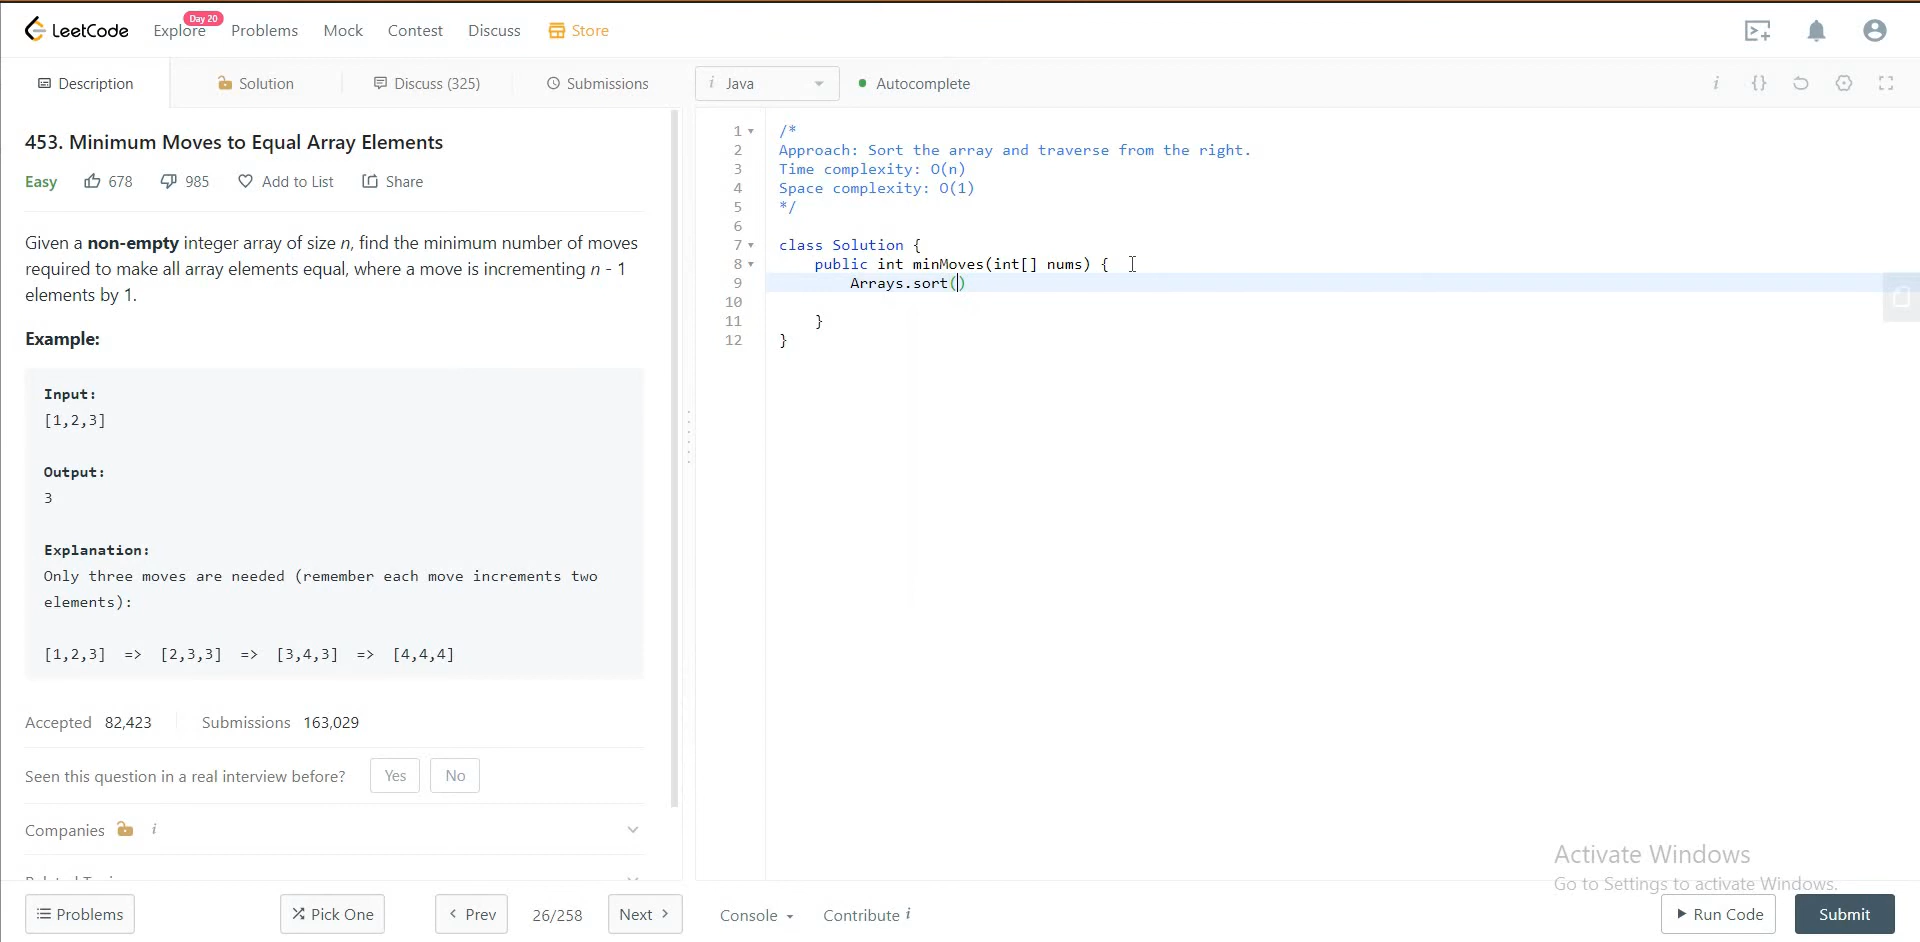 LeetCode Explore Day 20 Problems Mock Contest Discuss Store
Description Solution Discuss (325) Submissions
i Java Autocomplete i {}
453. Minimum Moves to Equal Array Elements
Easy 678 985 Add to List Share
Given a non-empty integer array of size n, find the minimum number of moves
required to make all array elements equal, where a move is incrementing n - 1
elements by 1.
Example:
Input:
[1,2,3]
Output:
3
Explanation:
Only three moves are needed (remember each move increments two
elements):
[1,2,3] => [2,3,3] => [3,4,3] => [4,4,4]
Accepted 82,423 Submissions 163,029
Seen this question in a real interview before? Yes No
Companies i
1 /*
2 Approach: Sort the array and traverse from the right.
3 Time complexity: O(n)
4 Space complexity: O(1)
5 */
6
7 class Solution {
8 public int minMoves(int[] nums) {
9 Arrays.sort()
10
11 }
12 }
Activate Windows
Go to Settings to activate Windows.
Problems Pick One Prev 26/258 Next Console Contribute i Run Code Submit